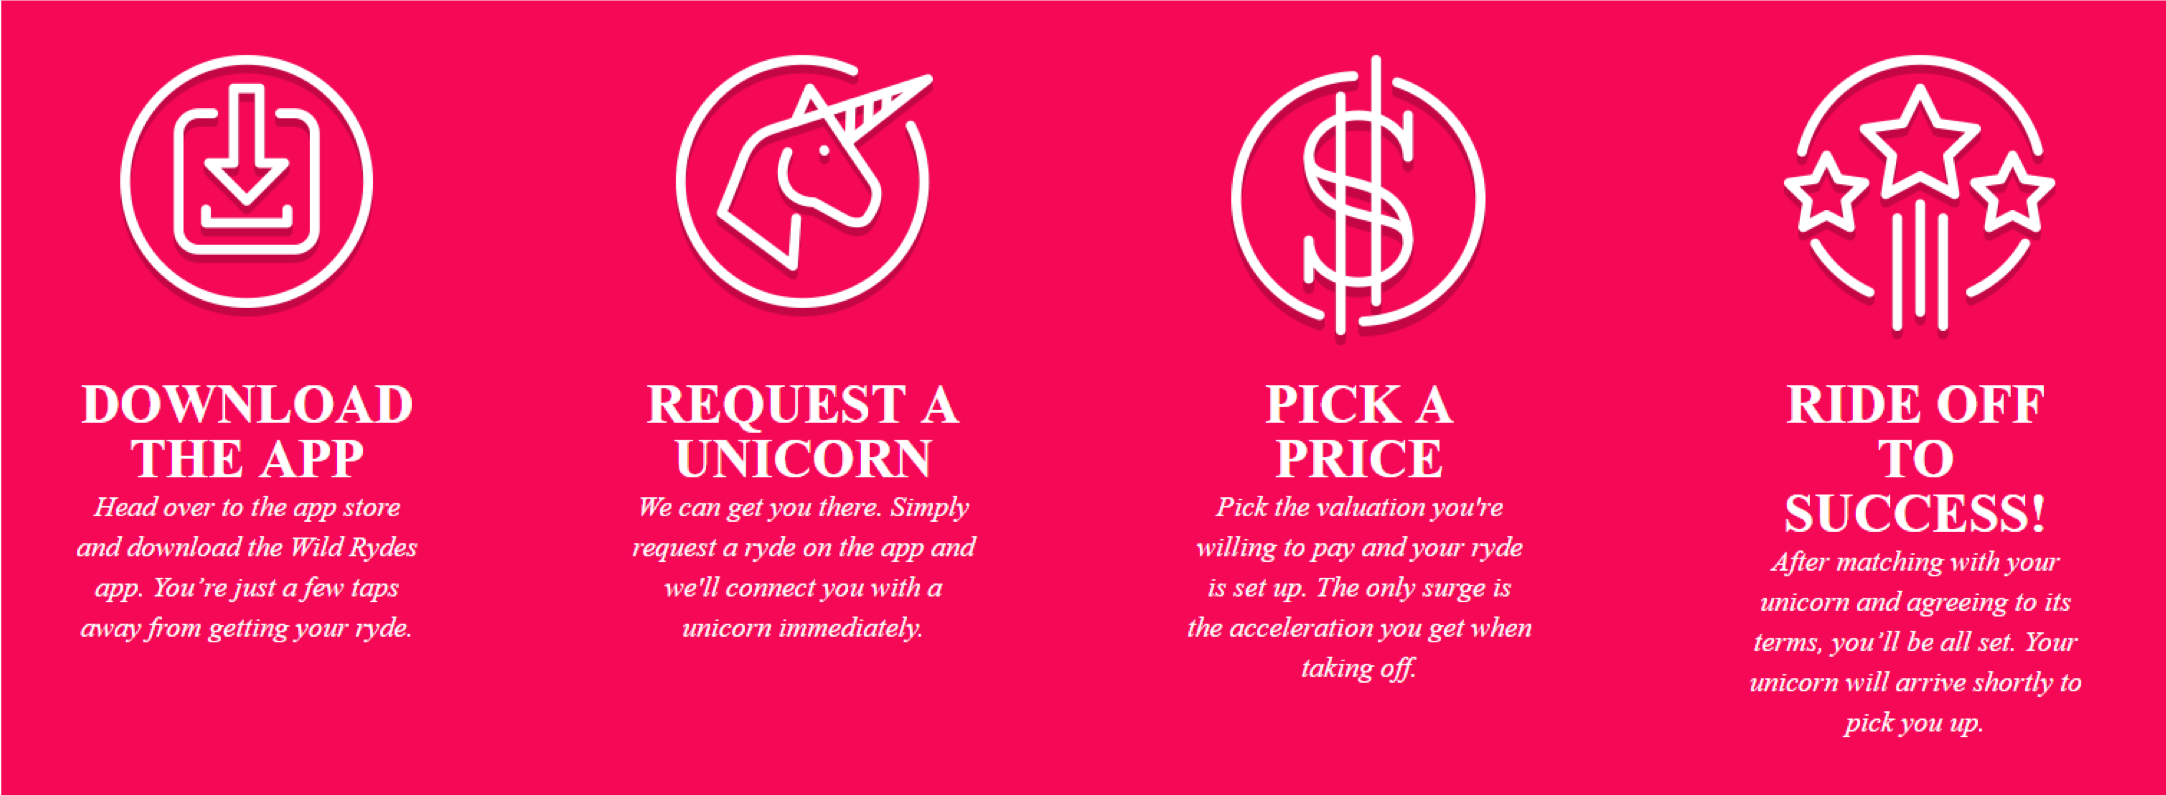 DOWNLOAD
THE APP
Head over to the app store
and download the Wild Rydes
app. You’re just a few taps
away from getting your ryde.
REQUEST A
UNICORN
We can get you there. Simply
request a ryde on the app and
we'll connect you with a
unicorn immediately.
PICK A
PRICE
Pick the valuation you're
willing to pay and your ryde
is set up. The only surge is
the acceleration you get when
taking off.
RIDE OFF
TO
SUCCESS!
After matching with your
unicorn and agreeing to its
terms, you’ll be all set. Your
unicorn will arrive shortly to
pick you up.